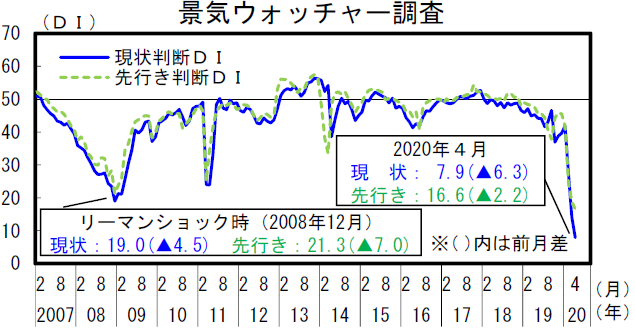 景気ウォッチャー調査
(ＤＩ)
現状判断ＤＩ
先行き判断ＤＩ
70
60
50
40
30
20
10
0
2020年４月
現　状： 7.9(▲6.3)
先行き：16.6(▲2.2)
リーマンショック時（2008年12月）
現状：19.0(▲4.5)　先行き：21.3(▲7.0)
※( )内は前月差
2 8 2 8 2 8 2 8 2 8 2 8 2 8 2 8 2 8 2 8 2 8 2 8 2 8 4 (月)
2007 08 09 10 11 12 13 14 15 16 17 18 19 20 (年)